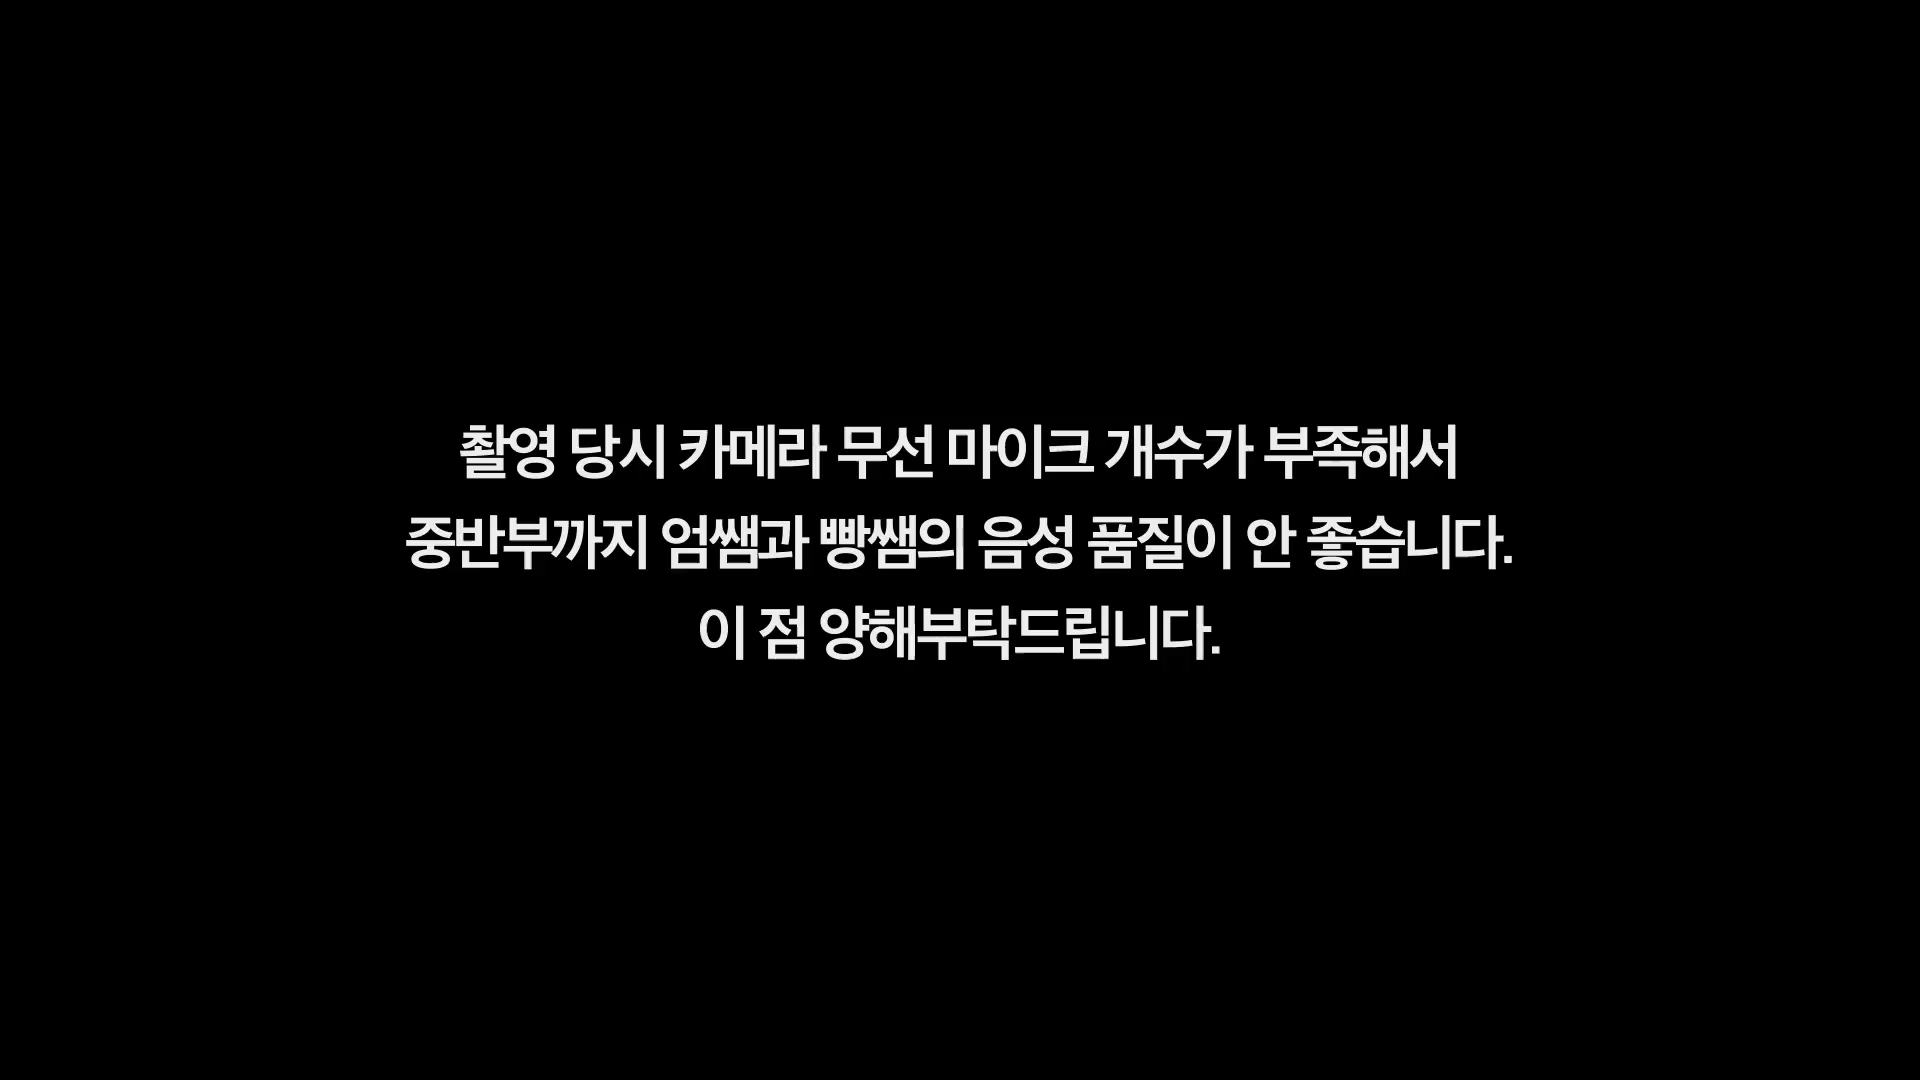 촬영 당시 카메라 무선 마이크 개수가 부족해서
중반부까지 엄쌤과 빵쌤의 음성 품질이 안 좋습니다.
이 점 양해부탁드립니다.